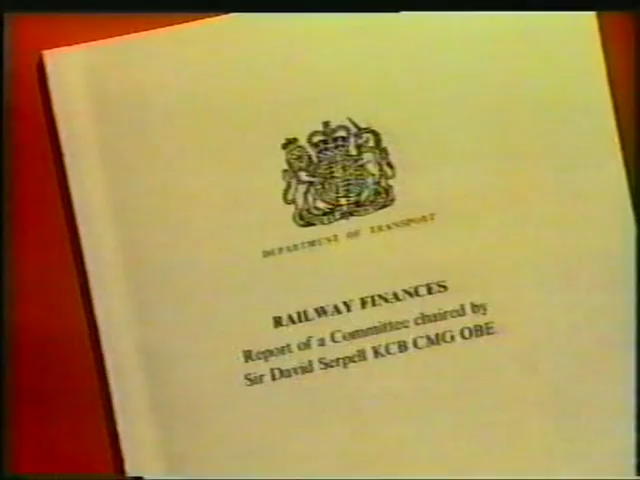 DEPARTMENT OF TRANSPORT
RAILWAY FINANCES
Report of a Committee chaired by
Sir David Serpell KCB CMG OBE